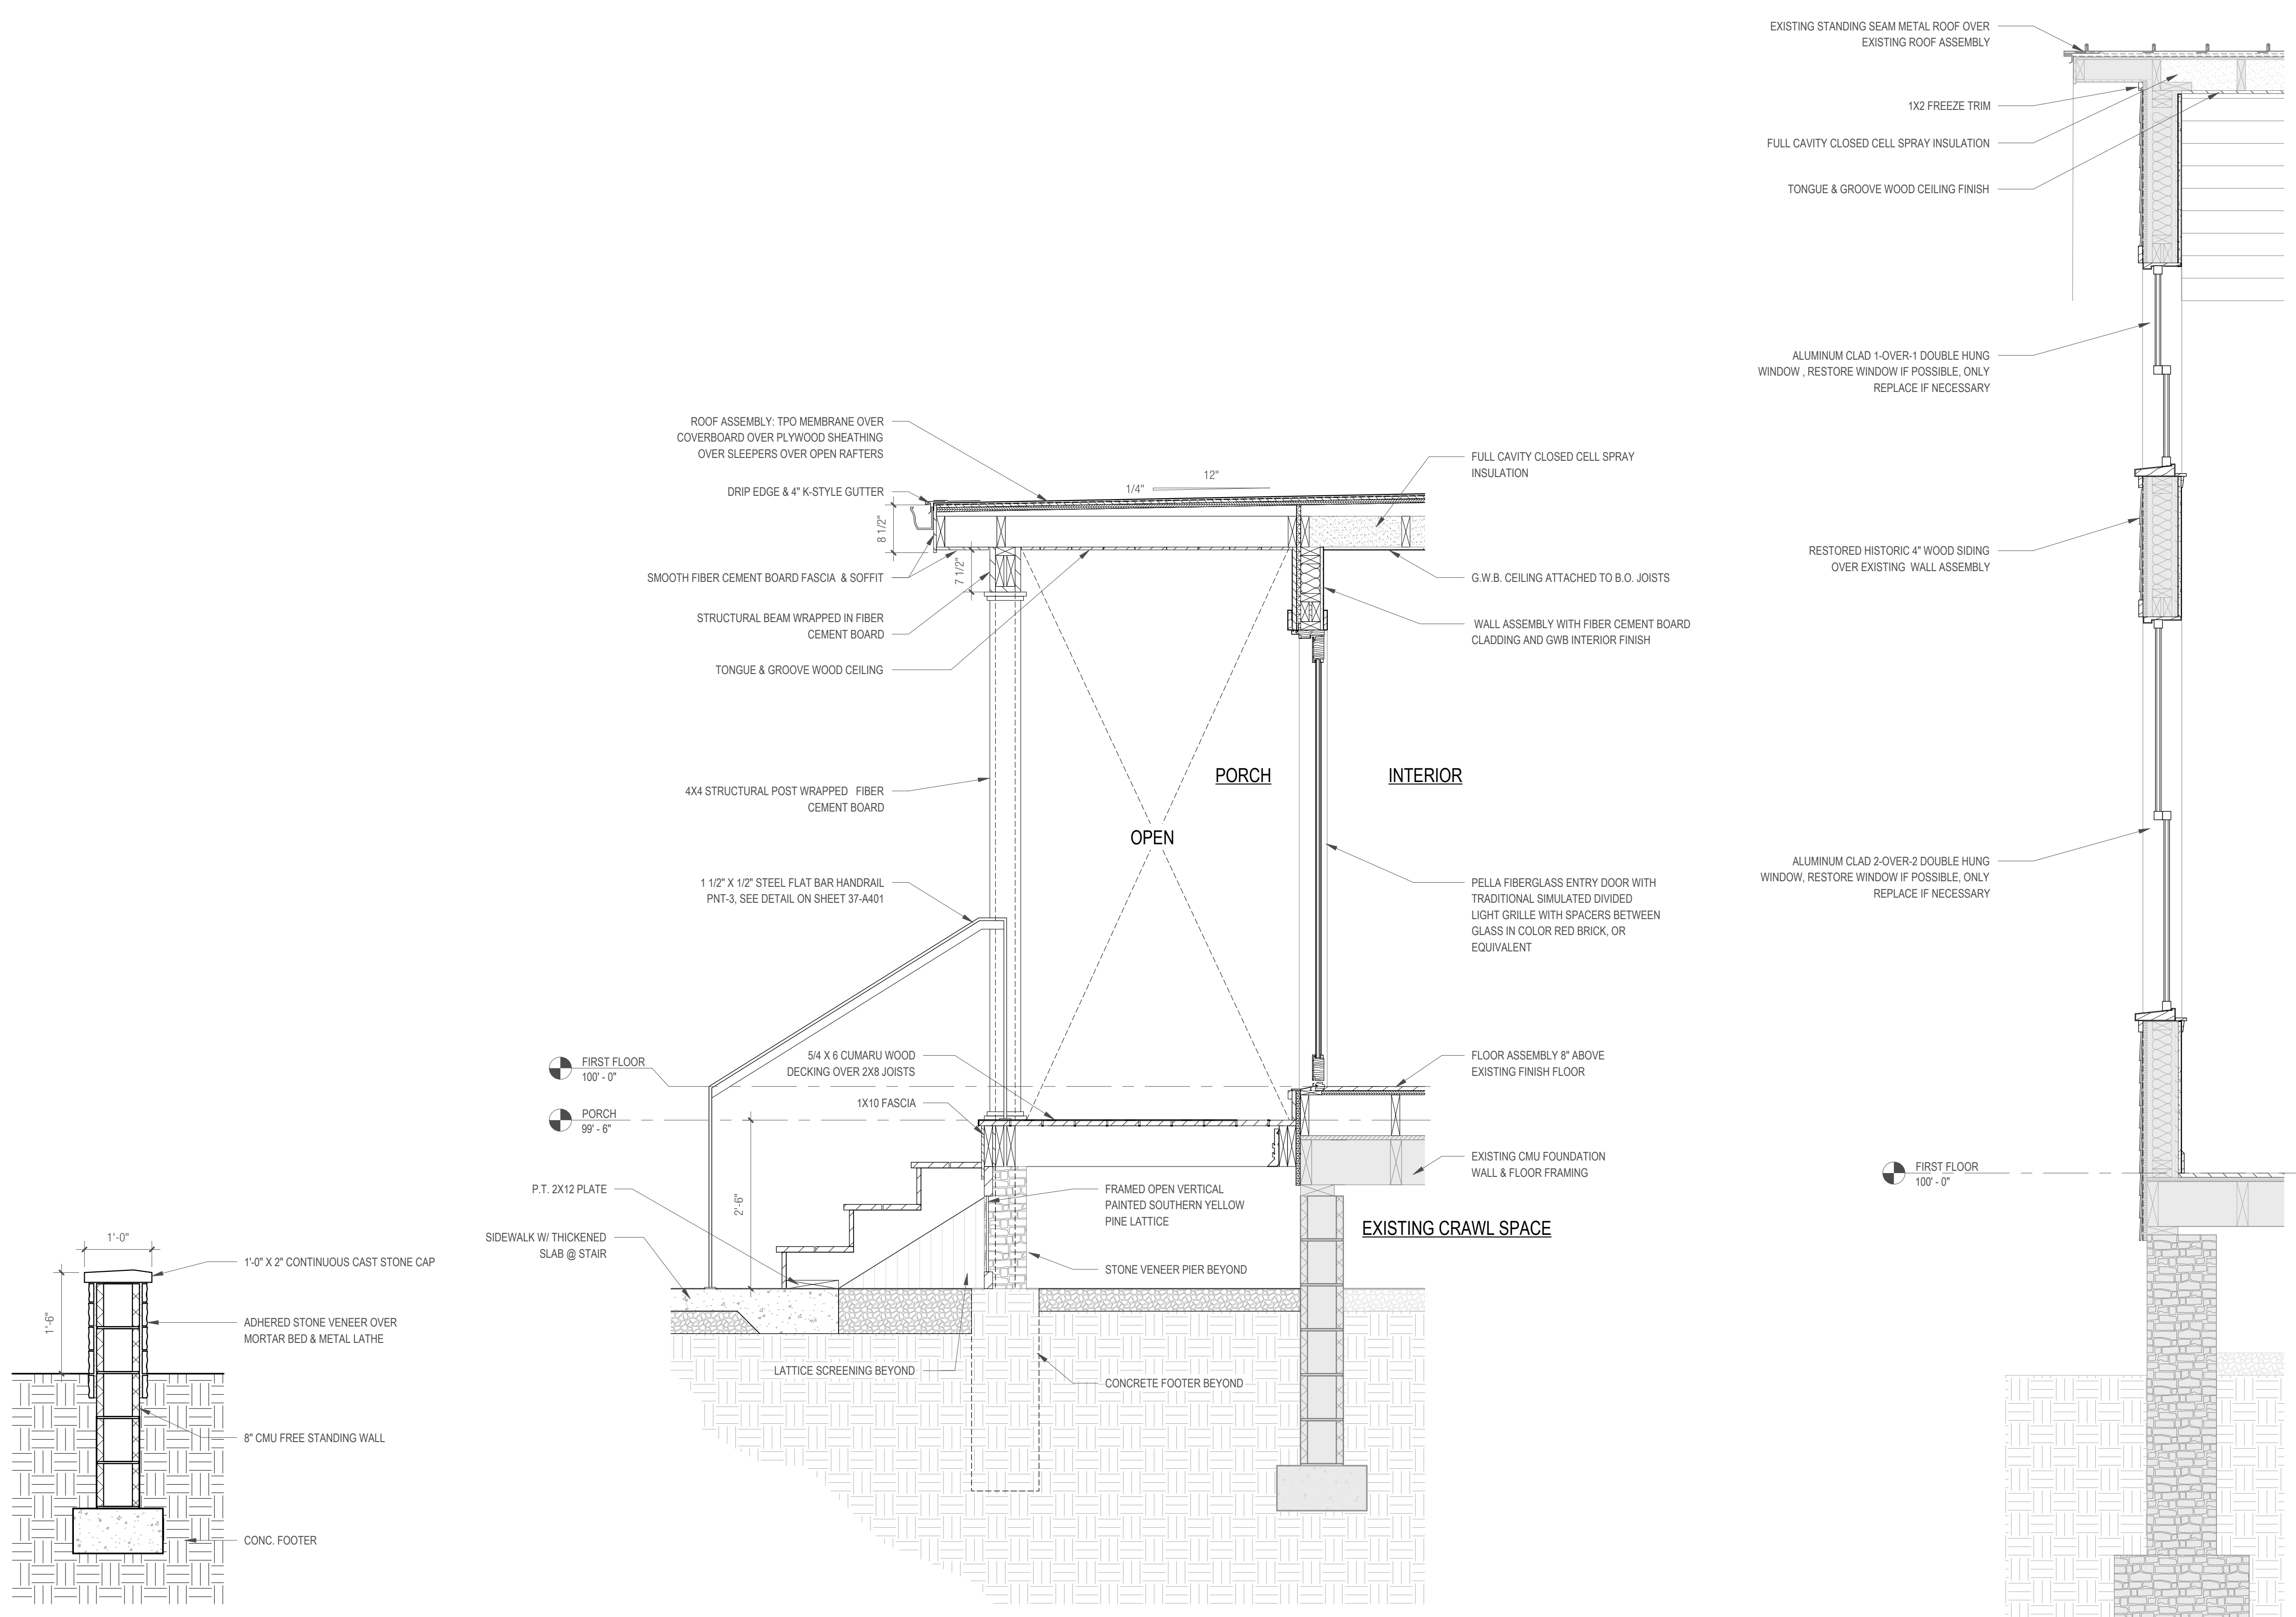 1'-0"
1'-6"
1'-0" X 2" CONTINUOUS CAST STONE CAP
ADHERED STONE VENEER OVER
MORTAR BED & METAL LATHE
8" CMU FREE STANDING WALL
CONC. FOOTER
ROOF ASSEMBLY: TPO MEMBRANE OVER
COVERBOARD OVER PLYWOOD SHEATHING
OVER SLEEPERS OVER OPEN RAFTERS
DRIP EDGE & 4" K-STYLE GUTTER
8 1/2"
7 1/2"
1/4"
12"
SMOOTH FIBER CEMENT BOARD FASCIA & SOFFIT
STRUCTURAL BEAM WRAPPED IN FIBER
CEMENT BOARD
TONGUE & GROOVE WOOD CEILING
4X4 STRUCTURAL POST WRAPPED FIBER
CEMENT BOARD
1 1/2" X 1/2" STEEL FLAT BAR HANDRAIL
PNT-3, SEE DETAIL ON SHEET 37-A401
FIRST FLOOR
100' - 0"
PORCH
99' - 6"
5/4 X 6 CUMARU WOOD
DECKING OVER 2X8 JOISTS
1X10 FASCIA
2'-6"
P.T. 2X12 PLATE
SIDEWALK W/ THICKENED
SLAB @ STAIR
LATTICE SCREENING BEYOND
FRAMED OPEN VERTICAL
PAINTED SOUTHERN YELLOW
PINE LATTICE
STONE VENEER PIER BEYOND
CONCRETE FOOTER BEYOND
PORCH
INTERIOR
OPEN
EXISTING CRAWL SPACE
FULL CAVITY CLOSED CELL SPRAY
INSULATION
G.W.B. CEILING ATTACHED TO B.O. JOISTS
WALL ASSEMBLY WITH FIBER CEMENT BOARD
CLADDING AND GWB INTERIOR FINISH
PELLA FIBERGLASS ENTRY DOOR WITH
TRADITIONAL SIMULATED DIVIDED
LIGHT GRILLE WITH SPACERS BETWEEN
GLASS IN COLOR RED BRICK, OR
EQUIVALENT
FLOOR ASSEMBLY 8" ABOVE
EXISTING FINISH FLOOR
EXISTING CMU FOUNDATION
WALL & FLOOR FRAMING
EXISTING STANDING SEAM METAL ROOF OVER
EXISTING ROOF ASSEMBLY
1X2 FREEZE TRIM
FULL CAVITY CLOSED CELL SPRAY INSULATION
TONGUE & GROOVE WOOD CEILING FINISH
ALUMINUM CLAD 1-OVER-1 DOUBLE HUNG
WINDOW , RESTORE WINDOW IF POSSIBLE, ONLY
REPLACE IF NECESSARY
RESTORED HISTORIC 4" WOOD SIDING
OVER EXISTING WALL ASSEMBLY
ALUMINUM CLAD 2-OVER-2 DOUBLE HUNG
WINDOW, RESTORE WINDOW IF POSSIBLE, ONLY
REPLACE IF NECESSARY
FIRST FLOOR
100' - 0"